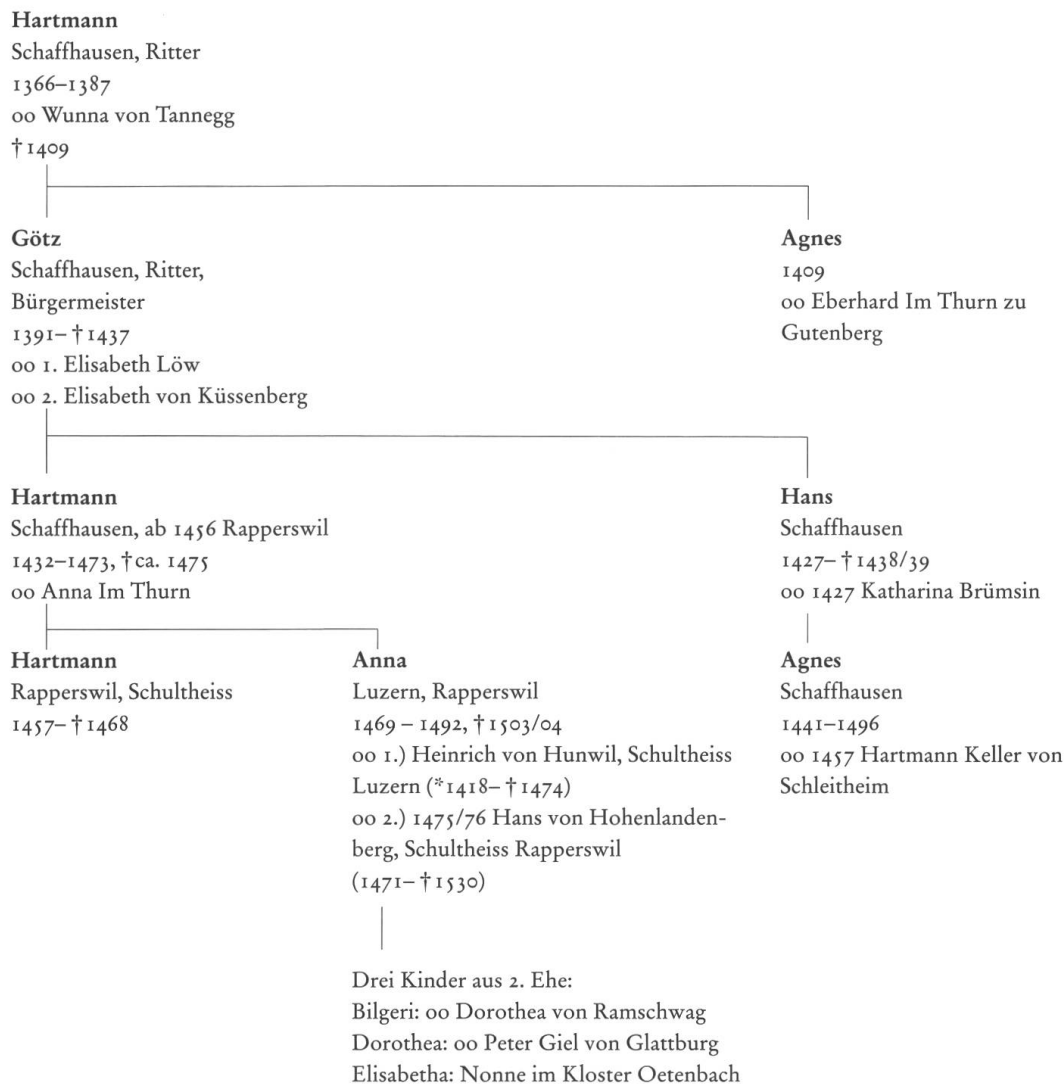 Hartmann
Schaffhausen, Ritter
1366–1387
oo Wunna von Tannegg
†1409
Götz
Schaffhausen, Ritter,
Bürgermeister
1391–†1437
oo 1. Elisabeth Löw
oo 2. Elisabeth von Küssenberg
Agnes
1409
oo Eberhard Im Thurn zu
Gutenberg
Hartmann
Schaffhausen, ab 1456 Rapperswil
1432–1473, †ca. 1475
oo Anna Im Thurn
Hans
Schaffhausen
1427–†1438/39
oo 1427 Katharina Brümsin
Hartmann
Rapperswil, Schultheiss
1457–†1468
Anna
Luzern, Rapperswil
1469 – 1492, †1503/04
oo 1.) Heinrich von Hunwil, Schultheiss
Luzern (*1418–†1474)
oo 2.) 1475/76 Hans von Hohenlanden-
berg, Schultheiss Rapperswil
(1471–†1530)
Agnes
Schaffhausen
1441–1496
oo 1457 Hartmann Keller von
Schleitheim
Drei Kinder aus 2. Ehe:
Bilgeri: oo Dorothea von Ramschwag
Dorothea: oo Peter Giel von Glattburg
Elisabetha: Nonne im Kloster Oetenbach